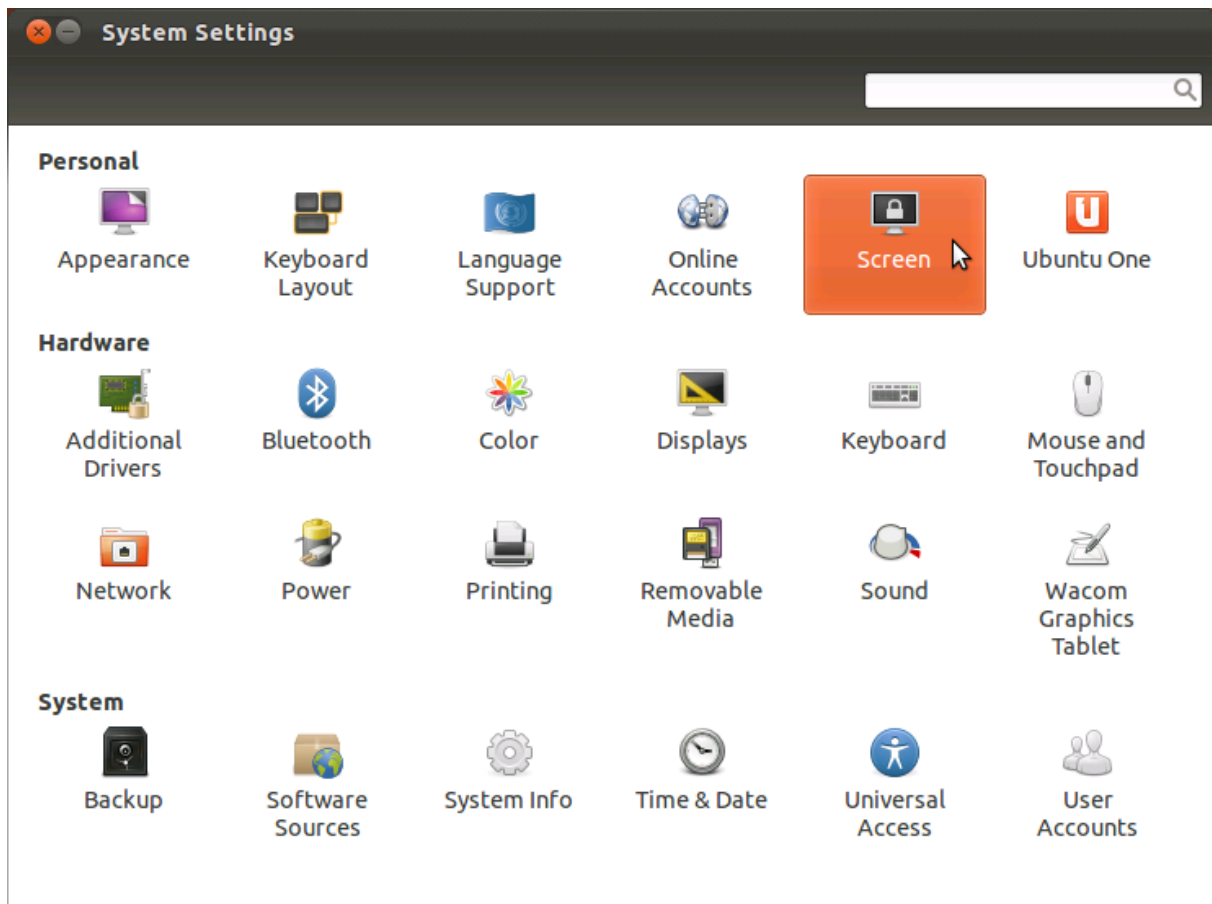 System Settings
Personal
Appearance
Keyboard
Layout
Language
Support
Online
Accounts
Screen
Ubuntu One
Hardware
Additional
Drivers
Bluetooth
Color
Displays
Keyboard
Mouse and
Touchpad
Network
Power
Printing
Removable
Media
Sound
Wacom
Graphics
Tablet
System
Backup
Software
Sources
System Info
Time & Date
Universal
Access
User
Accounts